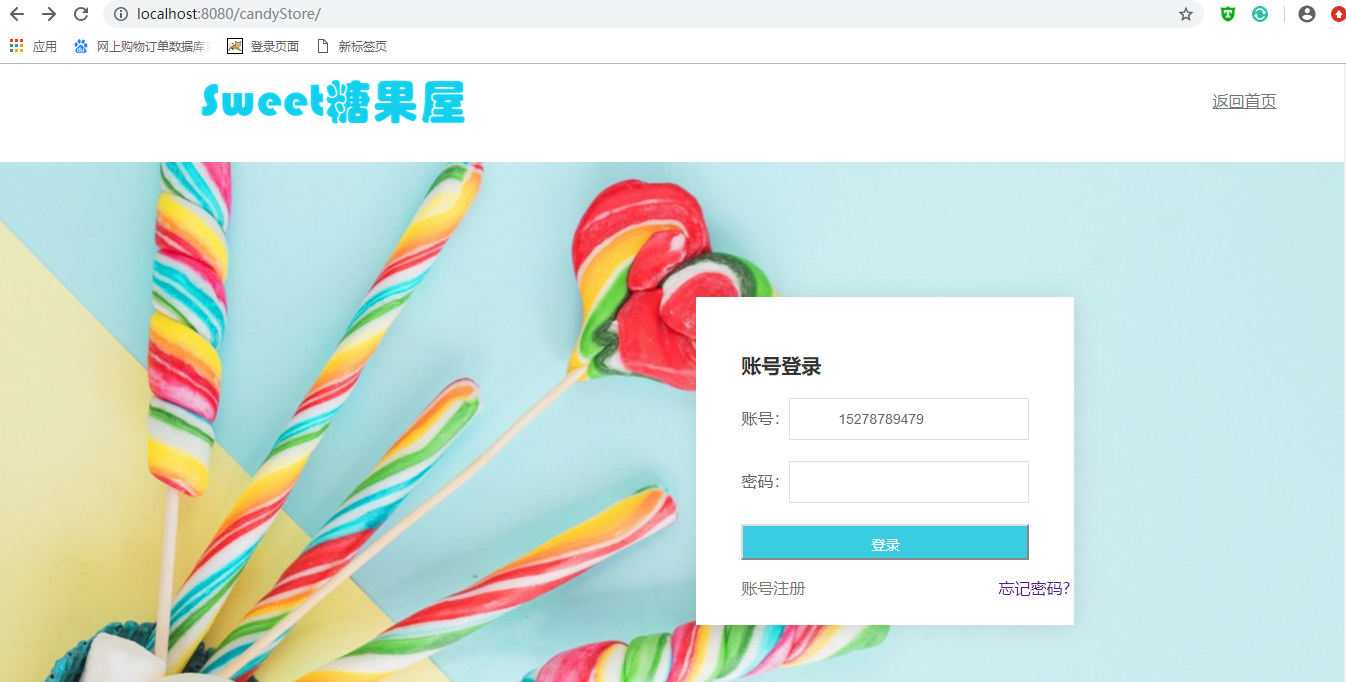 localhost:8080/candyStore/
应用 网上购物订单数据库 登录页面 新标签页
Sweet糖果屋
返回首页
账号登录
账号：
15278789479
密码：
登录
账号注册
忘记密码?